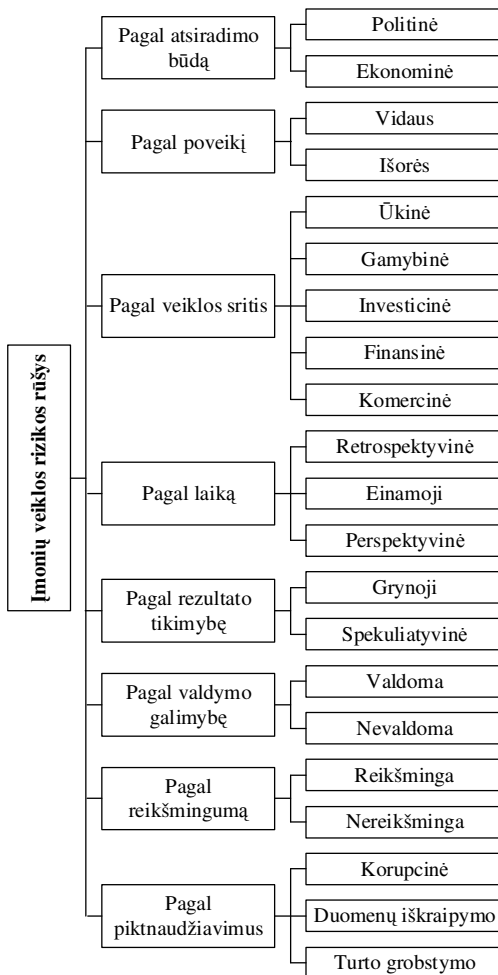 Įmonių veiklos rizikos rūšys
Pagal atsiradimo
būdą
Politinė
Ekonominė
Pagal poveikį
Vidaus
Išorės
Pagal veiklos sritis
Ūkinė
Gamybinė
Investicinė
Finansinė
Komercinė
Pagal laiką
Retrospektyvinė
Einamoji
Perspektyvinė
Pagal rezultato
tikimybę
Grynoji
Spekuliatyvinė
Pagal valdymo
galimybę
Valdoma
Nevaldoma
Pagal
reikšmingumą
Reikšminga
Nereikšminga
Pagal
piktnaudžiavimus
Korupcinė
Duomenų iškraipymo
Turto grobstymo